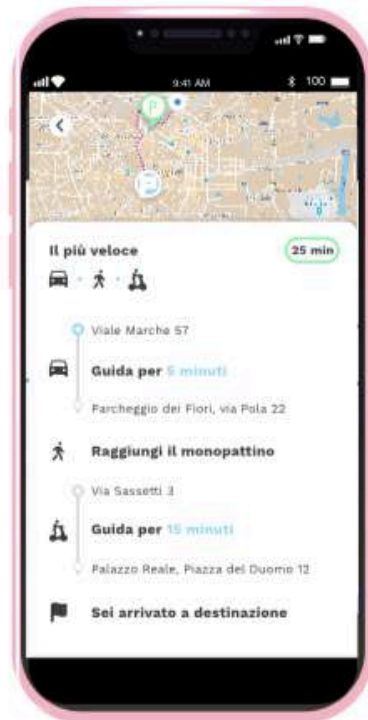 9:41 AM
100
P
Il più veloce
25 min
Viale Marche 57
Guida per 5 minuti
Parcheggio dei Fiori, via Pola 22
Raggiungi il monopattino
Via Sassetti 3
Guida per 15 minuti
Palazzo Reale, Piazza del Duomo 12
Sei arrivato a destinazione